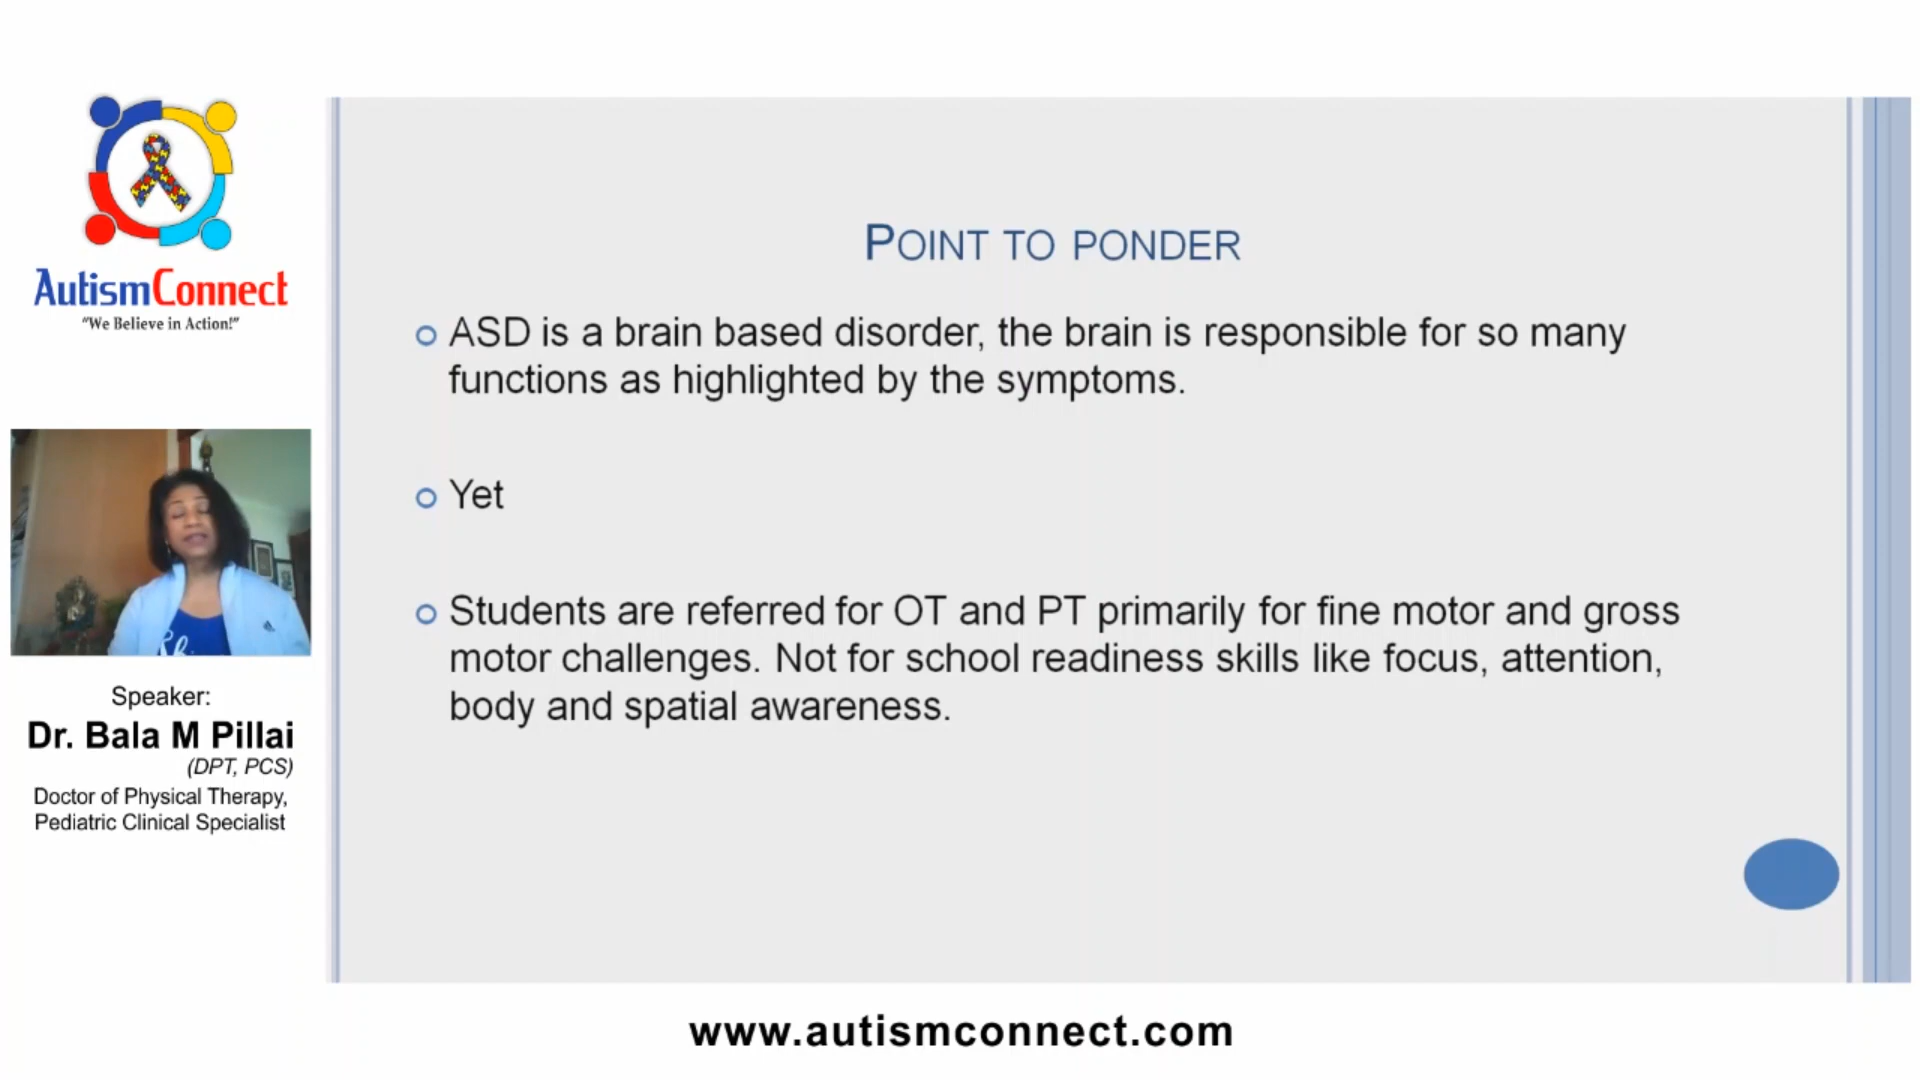 AutismConnect
"We Believe in Action!"
Speaker:
Dr. Bala M Pillai
(DPT, PCS)
Doctor of Physical Therapy,
Pediatric Clinical Specialist
POINT TO PONDER
ASD is a brain based disorder, the brain is responsible for so many
functions as highlighted by the symptoms.
Yet
Students are referred for OT and PT primarily for fine motor and gross
motor challenges. Not for school readiness skills like focus, attention,
body and spatial awareness.
www.autismconnect.com